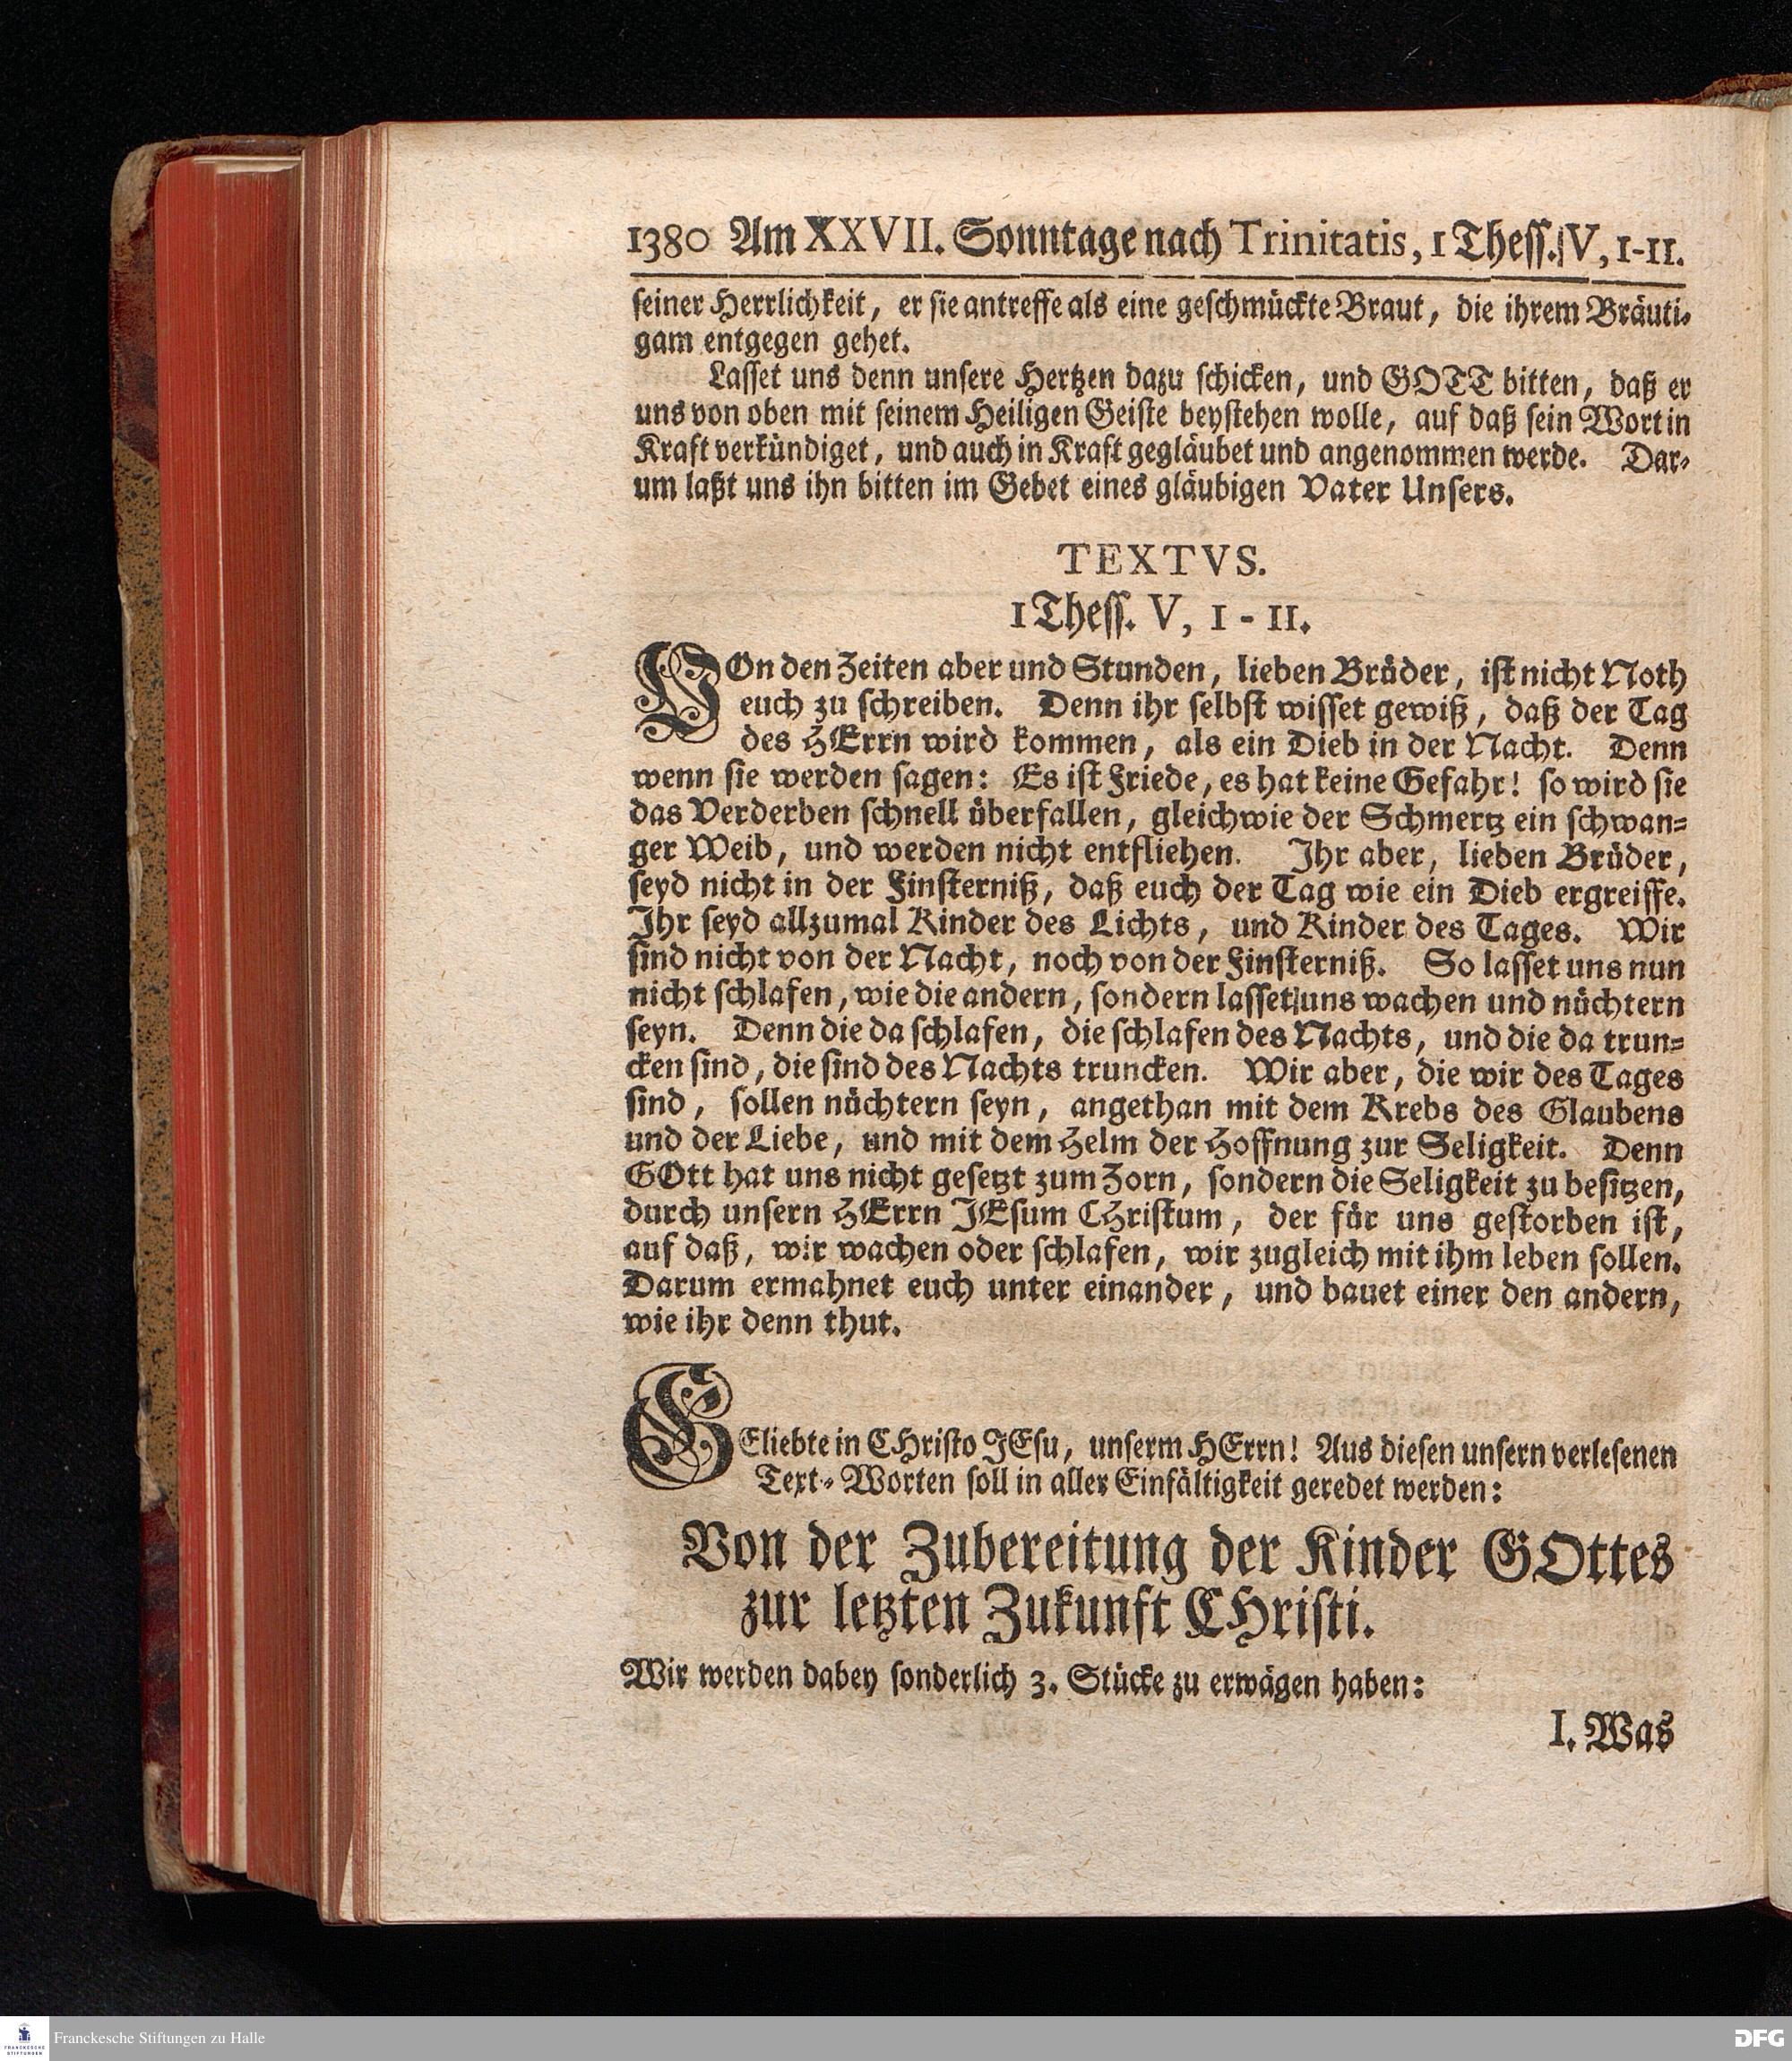 1380 Am XXVII. Sonntage nach Trinitatis, 1 Thess. V, 1-11.
seiner Herrlichkeit, er sie antreffe als eine geschmückte Braut, die ihrem Bräuti-
gam entgegen gehet.
Lasset uns denn unsere Hertzen dazu schicken, und GOTT bitten, daß er
uns von oben mit seinem Heiligen Geiste beystehen wolle, auf daß sein Wort in
Kraft verkündiget, und auch in Kraft gegläubet und angenommen werde. Dar-
um laßt uns ihn bitten im Gebet eines gläubigen Vater Unsers.
TEXTVS.
1 Thess. V, 1 - 11.
VOn den Zeiten aber und Stunden, lieben Brüder, ist nicht Noth
euch zu schreiben. Denn ihr selbst wisset gewiß, daß der Tag
des HErrn wird kommen, als ein Dieb in der Nacht. Denn
wenn sie werden sagen: Es ist Friede, es hat keine Gefahr! so wird sie
das Verderben schnell überfallen, gleichwie der Schmertz ein schwan-
ger Weib, und werden nicht entfliehen. Ihr aber, lieben Brüder,
seyd nicht in der Finsterniß, daß euch der Tag wie ein Dieb ergreiffe.
Ihr seyd allzumal Kinder des Lichts, und Kinder des Tages. Wir
sind nicht von der Nacht, noch von der Finsterniß. So lasset uns nun
nicht schlafen, wie die andern, sondern lasset uns wachen und nüchtern
seyn. Denn die da schlafen, die schlafen des Nachts, und die da trun-
cken sind, die sind des Nachts truncken. Wir aber, die wir des Tages
sind, sollen nüchtern seyn, angethan mit dem Krebs des Glaubens
und der Liebe, und mit dem Helm der Hoffnung zur Seligkeit. Denn
GOtt hat uns nicht gesetzt zum Zorn, sondern die Seligkeit zu besitzen,
durch unsern HErrn JEsum CHristum, der für uns gestorben ist,
auf daß, wir wachen oder schlafen, wir zugleich mit ihm leben sollen.
Darum ermahnet euch unter einander, und bauet einer den andern,
wie ihr denn thut.
GEliebte in CHristo JEsu, unserm HErrn! Aus diesen unsern verlesenen
Text-Worten soll in aller Einfältigkeit geredet werden:
Von der Zubereitung der Kinder GOttes
zur letzten Zukunft CHristi.
Wir werden dabey sonderlich 3. Stücke zu erwägen haben:
I. Was
FRANCKESCHE
STIFTUNGEN
Franckesche Stiftungen zu Halle
DFG